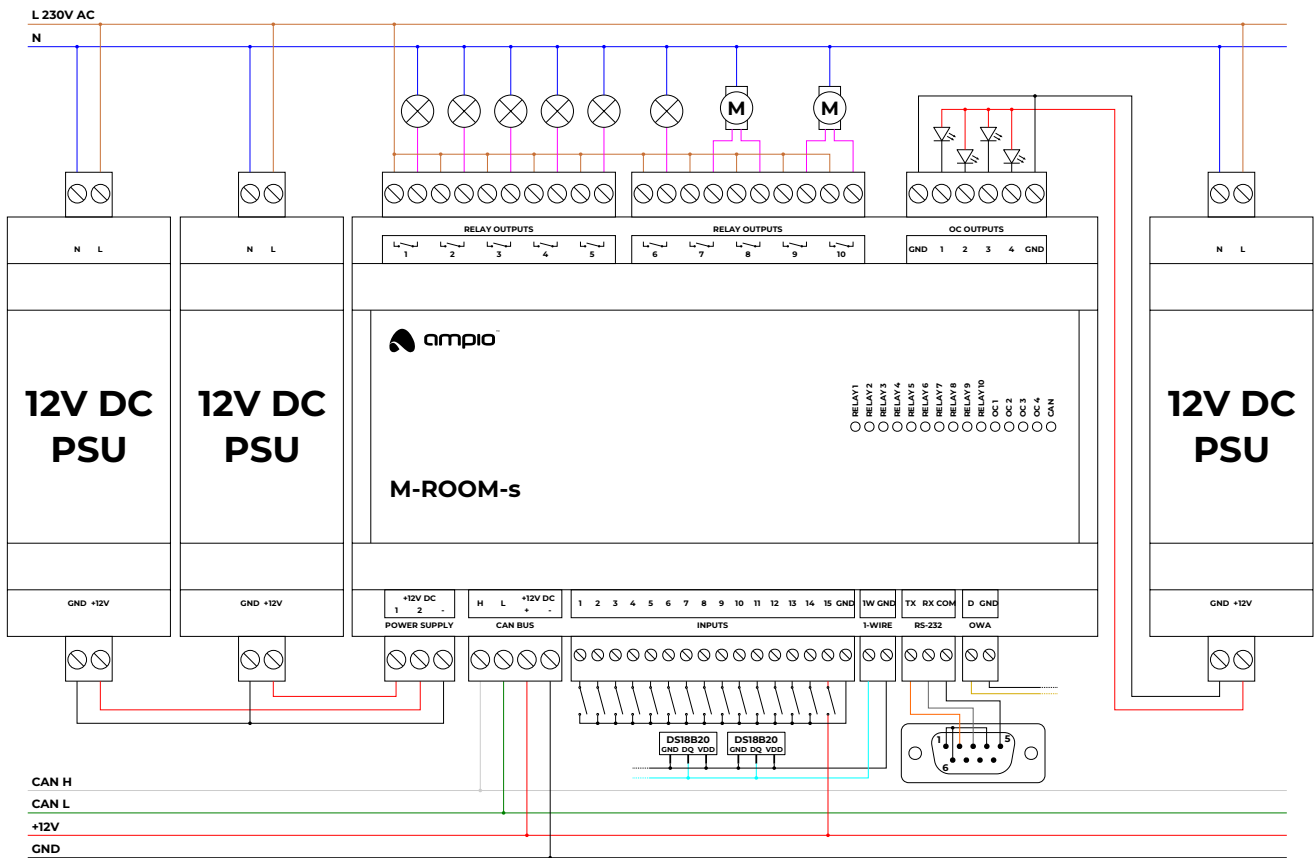 L 230V AC
N
M M
N L
N L
RELAY OUTPUTS
1 2 3 4 5
RELAY OUTPUTS
6 7 8 9 10
OC OUTPUTS
GND 1 2 3 4 GND
N L
ampio™
12V DC
PSU
12V DC
PSU
RELAY 1
RELAY 2
RELAY 3
RELAY 4
RELAY 5
RELAY 6
RELAY 7
RELAY 8
RELAY 9
RELAY 10
OC 1
OC 2
OC 3
OC 4
CAN
12V DC
PSU
M-ROOM-s
GND +12V
GND +12V
+12V DC
1 2 -
POWER SUPPLY
H L +12V DC
+ -
CAN BUS
1 2 3 4 5 6 7 8 9 10 11 12 13 14 15 GND
INPUTS
1W GND
1-WIRE
TX RX COM
RS-232
D GND
OWA
GND +12V
DS18B20
GND DQ VDD
DS18B20
GND DQ VDD
1 5
6
CAN H
CAN L
+12V
GND